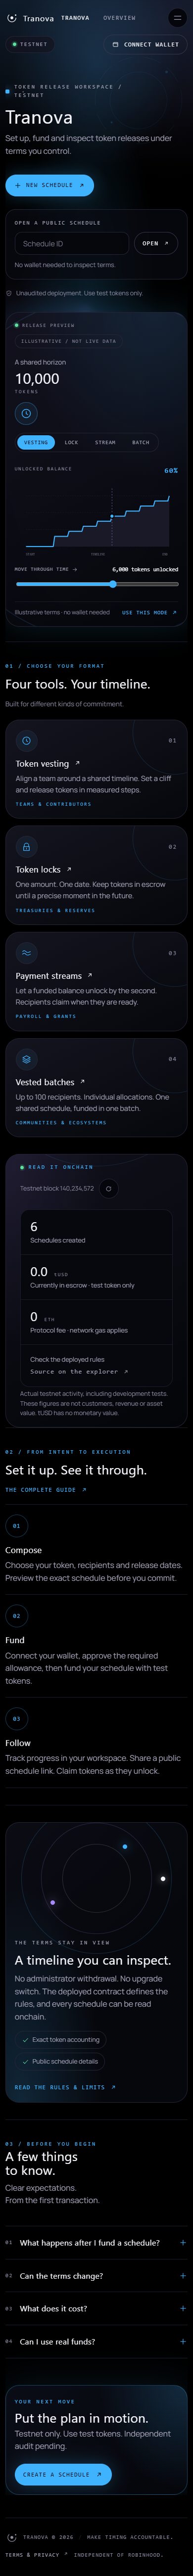 Tranova TRANOVA OVERVIEW
TESTNET CONNECT WALLET
TOKEN RELEASE WORKSPACE /
TESTNET
Tranova
Set up, fund and inspect token releases under
terms you control.
+ NEW SCHEDULE ↗
OPEN A PUBLIC SCHEDULE
Schedule ID OPEN ↗
No wallet needed to inspect terms.
Unaudited deployment. Use test tokens only.
RELEASE PREVIEW
ILLUSTRATIVE / NOT LIVE DATA
A shared horizon
10,000
TOKENS
VESTING LOCK STREAM BATCH
UNLOCKED BALANCE 60%
START END
MOVE THROUGH TIME → 6,000 tokens unlocked
Illustrative terms · no wallet needed USE THIS MODE ↗
01 / CHOOSE YOUR FORMAT
Four tools. Your timeline.
Built for different kinds of commitment.
01
Token vesting ↗
Align a team around a shared timeline. Set a cliff
and release tokens in measured steps.
TEAMS & CONTRIBUTORS
02
Token locks ↗
One amount. One date. Keep tokens in escrow
until a precise moment in the future.
TREASURIES & RESERVES
03
Payment streams ↗
Let a funded balance unlock by the second.
Recipients claim when they are ready.
PAYROLL & GRANTS
04
Vested batches ↗
Up to 100 recipients. Individual allocations. One
shared schedule, funded in one batch.
COMMUNITIES & ECOSYSTEMS
READ IT ONCHAIN
Testnet block 140,234,572
6
Schedules created
0.0 tUSD
Currently in escrow · test token only
0 ETH
Protocol fee · network gas applies
Check the deployed rules
Source on the explorer ↗
Actual testnet activity, including development tests.
These figures are not customers, revenue or asset
value. tUSD has no monetary value.
02 / FROM INTENT TO EXECUTION
Set it up. See it through.
THE COMPLETE GUIDE ↗
01
Compose
Choose your token, recipients and release dates.
Preview the exact schedule before you commit.
02
Fund
Connect your wallet, approve the required
allowance, then fund your schedule with test
tokens.
03
Follow
Track progress in your workspace. Share a public
schedule link. Claim tokens as they unlock.
THE TERMS STAY IN VIEW
A timeline you can inspect.
No administrator withdrawal. No upgrade
switch. The deployed contract defines the
rules, and every schedule can be read
onchain.
Exact token accounting
Public schedule details
READ THE RULES & LIMITS ↗
03 / BEFORE YOU BEGIN
A few things
to know.
Clear expectations.
From the first transaction.
01 What happens after I fund a schedule? +
02 Can the terms change? +
03 What does it cost? +
04 Can I use real funds? +
YOUR NEXT MOVE
Put the plan in motion.
Testnet only. Use test tokens. Independent
audit pending.
CREATE A SCHEDULE ↗
TRANOVA © 2026 / MAKE TIMING ACCOUNTABLE.
TERMS & PRIVACY ↗ INDEPENDENT OF ROBINHOOD.